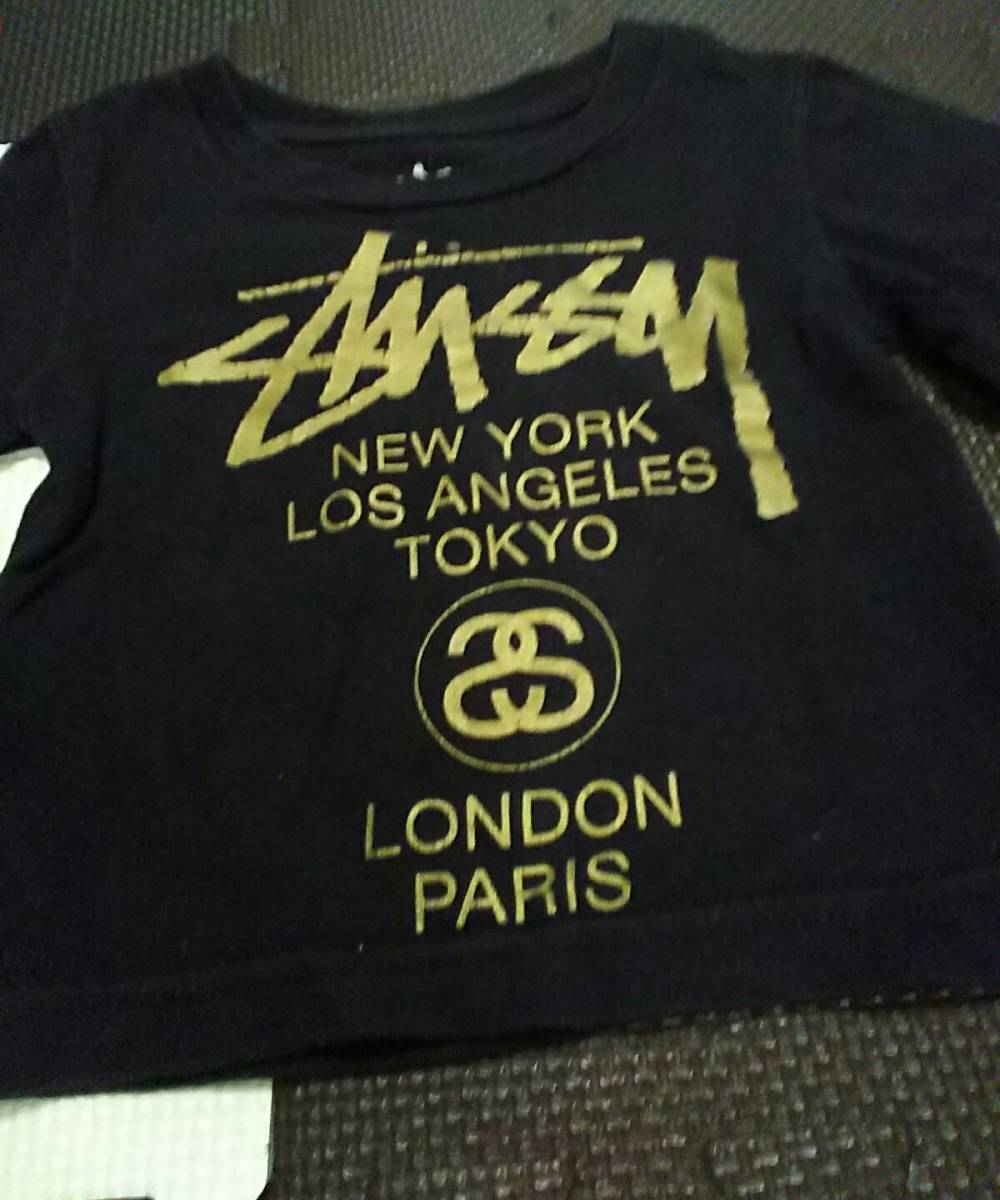 Stüssy
NEW YORK
LOS ANGELES
TOKYO
SS
LONDON
PARIS